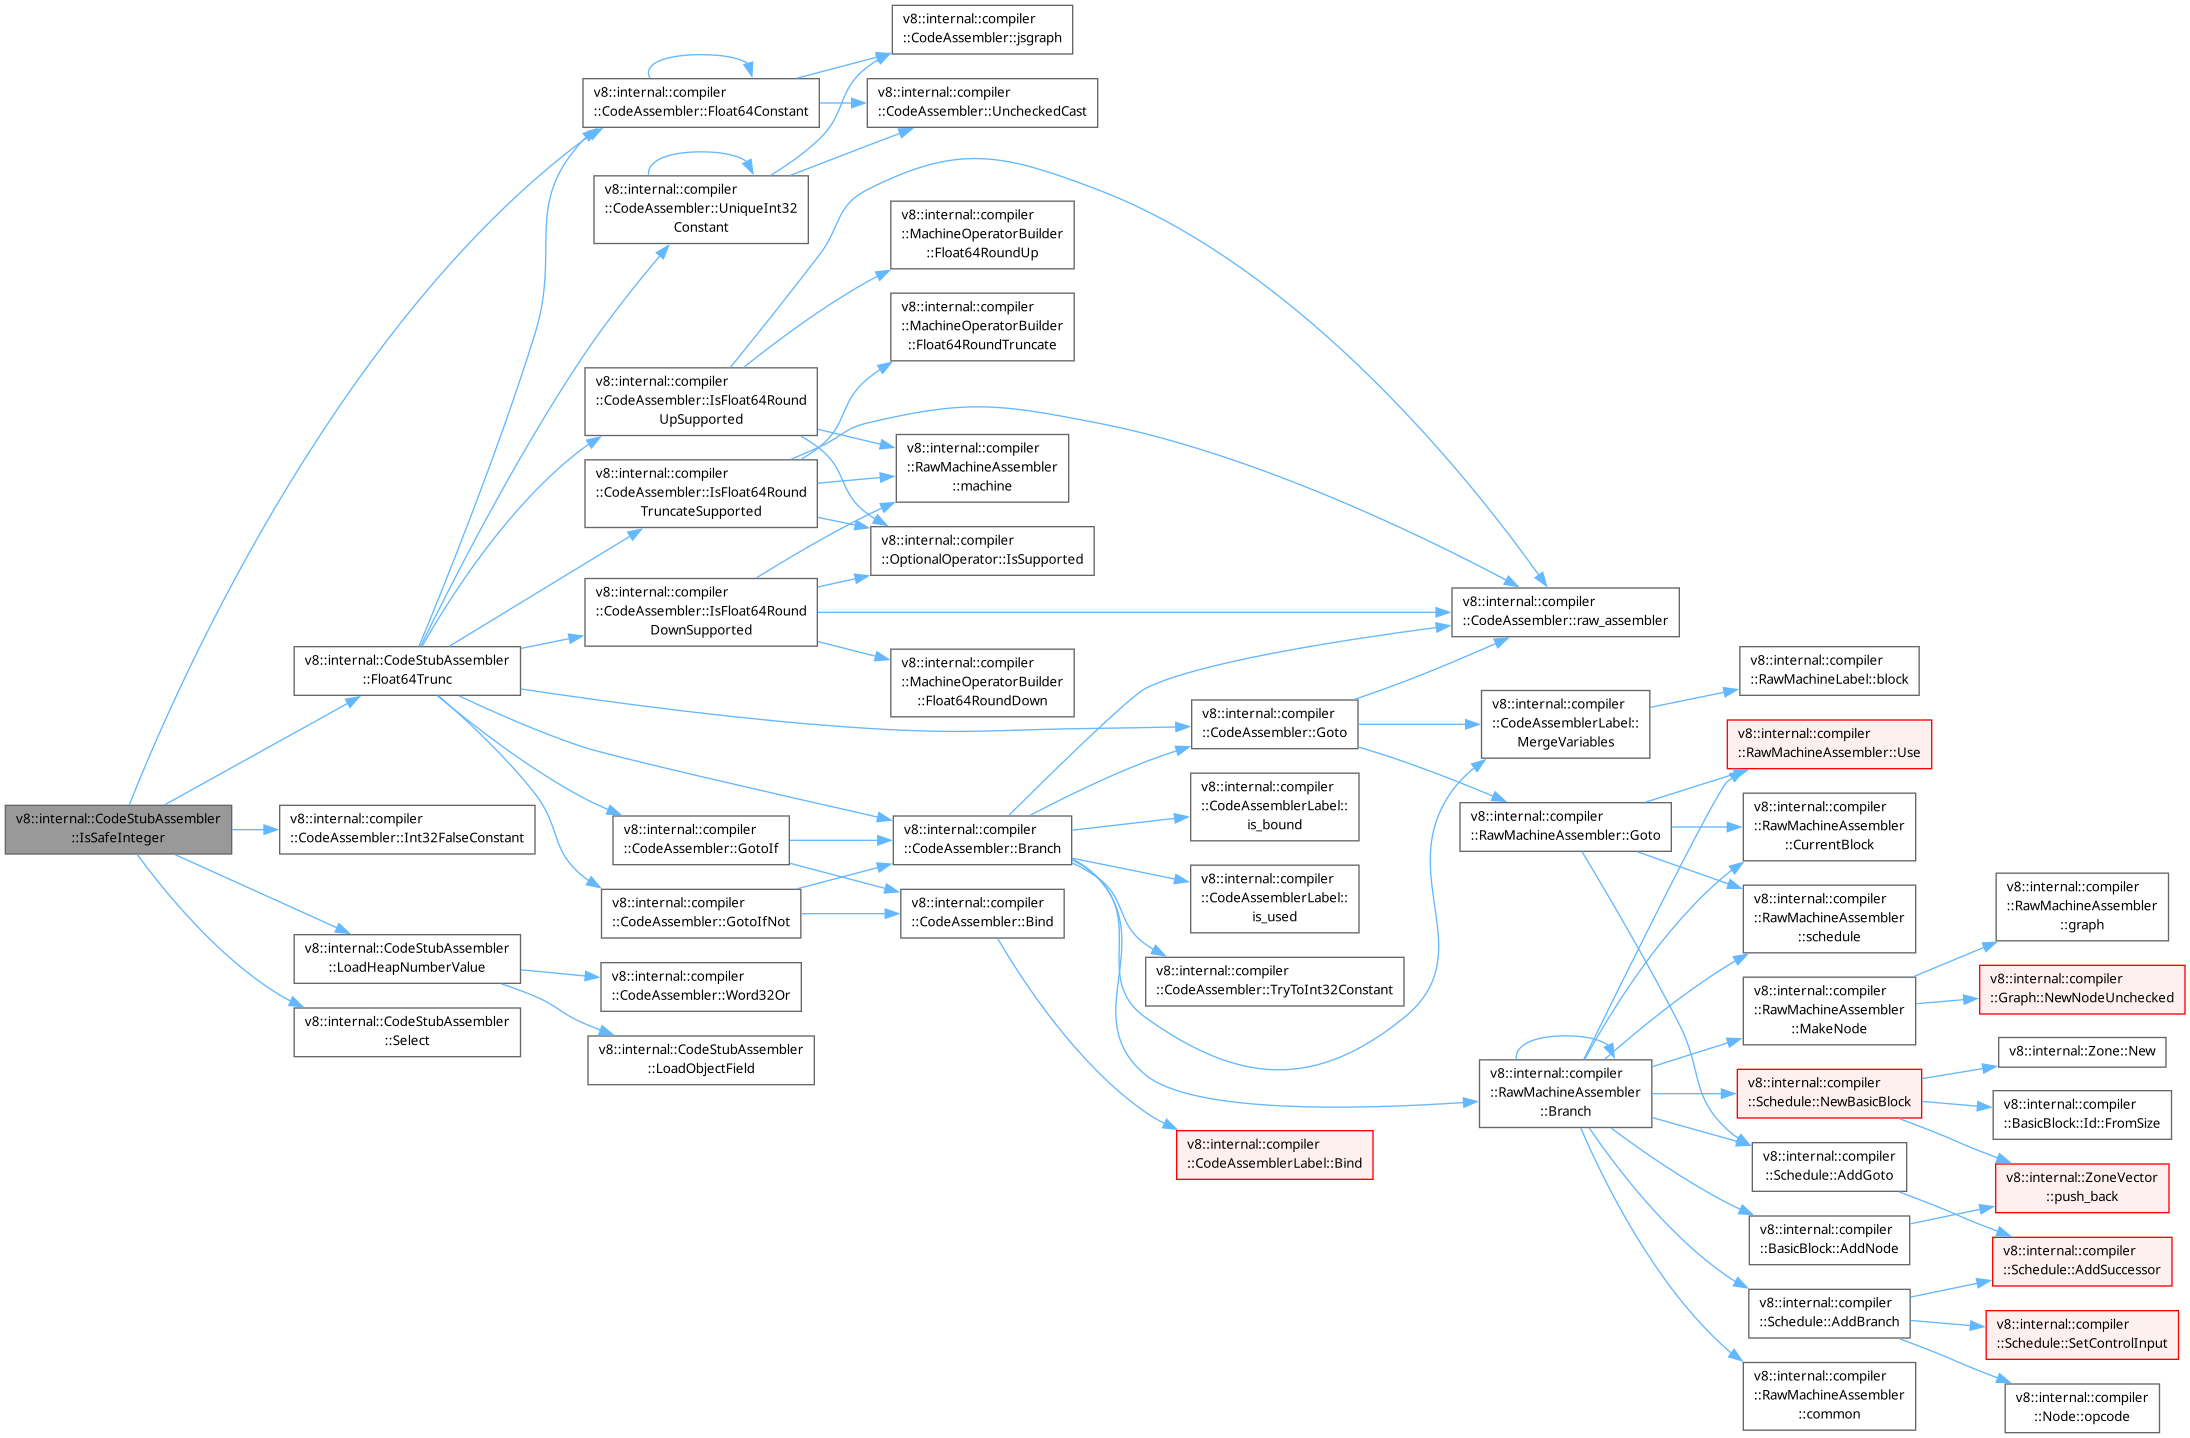 v8::internal::compiler
::CodeAssembler::jsgraph
v8::internal::compiler
::CodeAssembler::Float64Constant
v8::internal::compiler
::CodeAssembler::UncheckedCast
v8::internal::compiler
::CodeAssembler::UniqueInt32
Constant
v8::internal::compiler
::MachineOperatorBuilder
::Float64RoundUp
v8::internal::compiler
::MachineOperatorBuilder
::Float64RoundTruncate
v8::internal::compiler
::CodeAssembler::IsFloat64Round
UpSupported
v8::internal::compiler
::RawMachineAssembler
::machine
v8::internal::compiler
::CodeAssembler::IsFloat64Round
TruncateSupported
v8::internal::compiler
::OptionalOperator::IsSupported
v8::internal::compiler
::CodeAssembler::IsFloat64Round
DownSupported
v8::internal::compiler
::CodeAssembler::raw_assembler
v8::internal::CodeStubAssembler
::Float64Trunc
v8::internal::compiler
::MachineOperatorBuilder
::Float64RoundDown
v8::internal::compiler
::RawMachineLabel::block
v8::internal::compiler
::CodeAssembler::Goto
v8::internal::compiler
::CodeAssemblerLabel::
MergeVariables
v8::internal::compiler
::RawMachineAssembler::Use
v8::internal::CodeStubAssembler
::IsSafeInteger
v8::internal::compiler
::CodeAssembler::Int32FalseConstant
v8::internal::compiler
::CodeAssembler::GotoIf
v8::internal::compiler
::CodeAssembler::Branch
v8::internal::compiler
::CodeAssemblerLabel::
is_bound
v8::internal::compiler
::RawMachineAssembler::Goto
v8::internal::compiler
::RawMachineAssembler
::CurrentBlock
v8::internal::compiler
::CodeAssembler::GotoIfNot
v8::internal::compiler
::CodeAssembler::Bind
v8::internal::compiler
::CodeAssemblerLabel::
is_used
v8::internal::compiler
::RawMachineAssembler
::schedule
v8::internal::compiler
::RawMachineAssembler
::graph
v8::internal::CodeStubAssembler
::LoadHeapNumberValue
v8::internal::compiler
::CodeAssembler::Word32Or
v8::internal::compiler
::CodeAssembler::TryToInt32Constant
v8::internal::compiler
::RawMachineAssembler
::MakeNode
v8::internal::compiler
::Graph::NewNodeUnchecked
v8::internal::CodeStubAssembler
::Select
v8::internal::CodeStubAssembler
::LoadObjectField
v8::internal::compiler
::RawMachineAssembler
::Branch
v8::internal::compiler
::Schedule::NewBasicBlock
v8::internal::Zone::New
v8::internal::compiler
::BasicBlock::Id::FromSize
v8::internal::compiler
::CodeAssemblerLabel::Bind
v8::internal::compiler
::Schedule::AddGoto
v8::internal::ZoneVector
::push_back
v8::internal::compiler
::BasicBlock::AddNode
v8::internal::compiler
::Schedule::AddSuccessor
v8::internal::compiler
::Schedule::AddBranch
v8::internal::compiler
::Schedule::SetControlInput
v8::internal::compiler
::RawMachineAssembler
::common
v8::internal::compiler
::Node::opcode